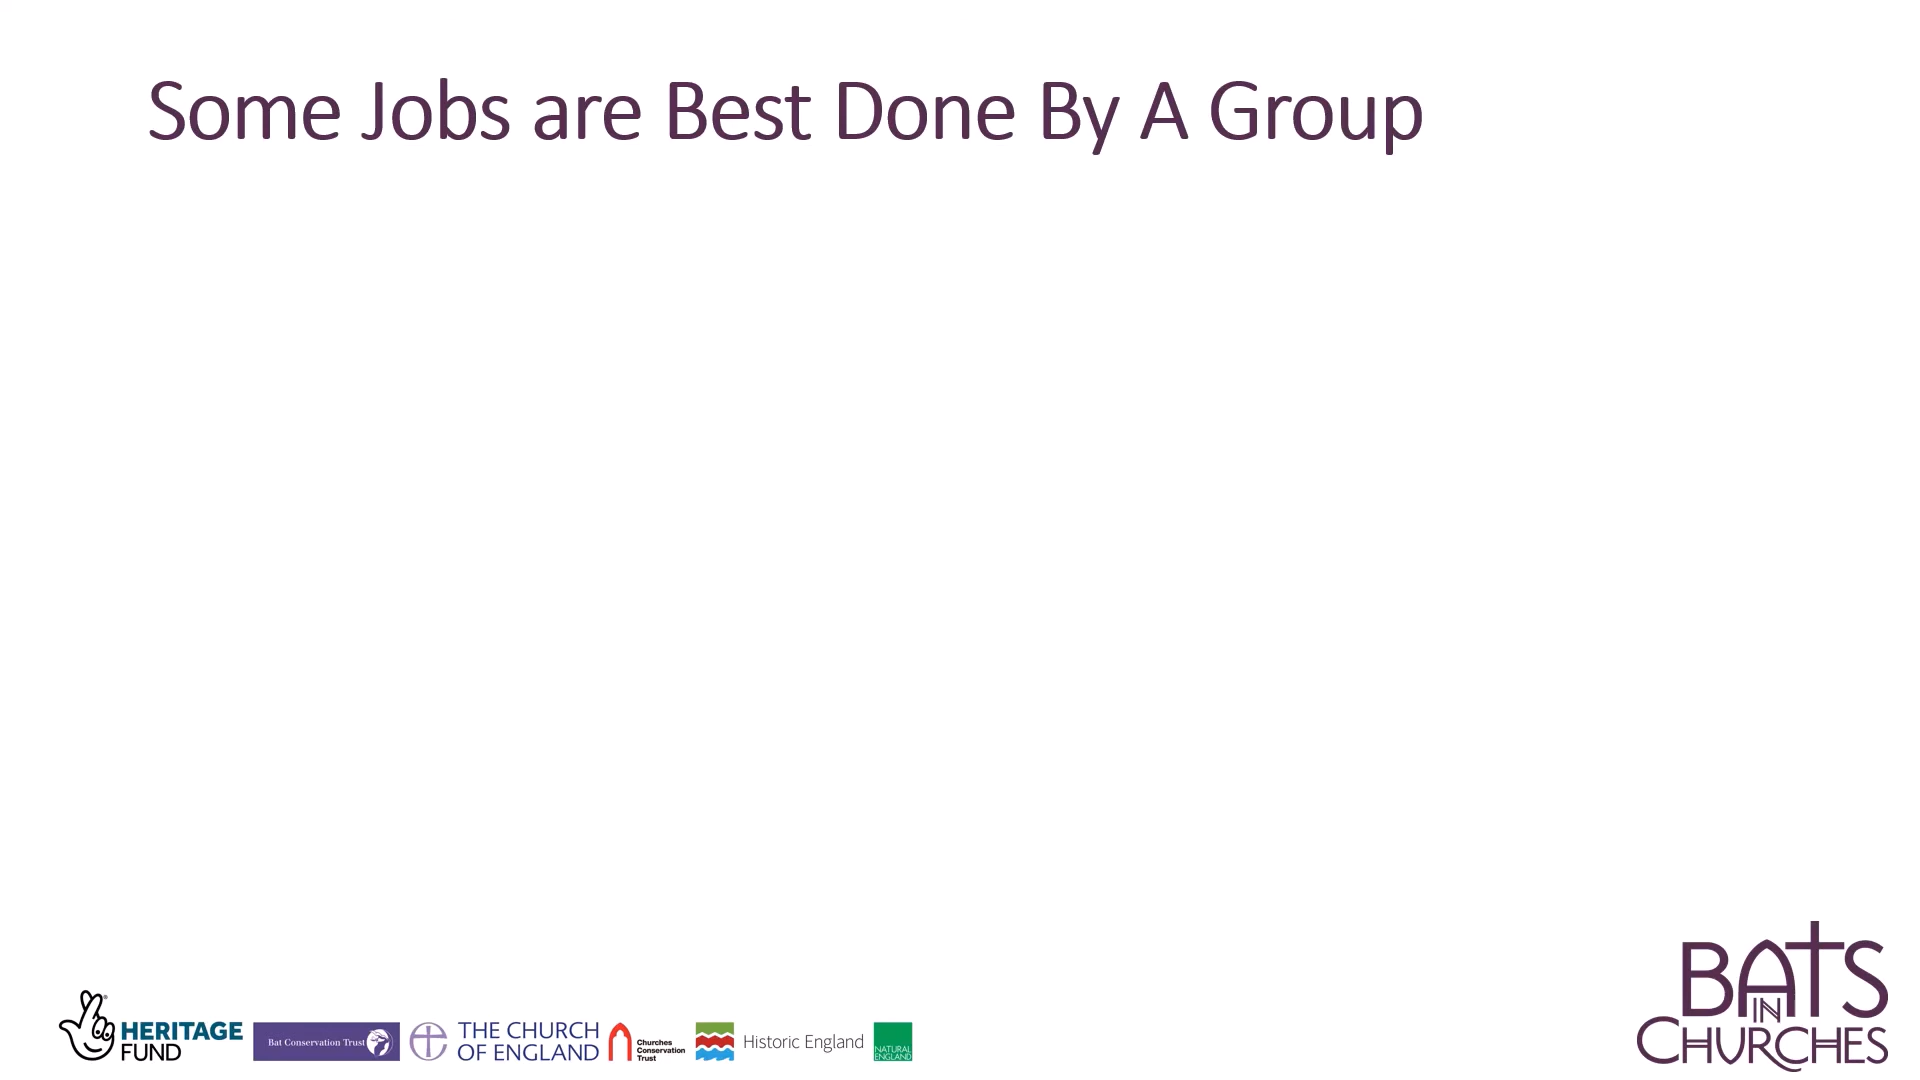 Some Jobs are Best Done By A Group
HERITAGE
FUND
Bat Conservation Trust
THE CHURCH
OF ENGLAND
Churches
Conservation
Trust
Historic England
NATURAL
ENGLAND
BATS
IN
CHURCHES